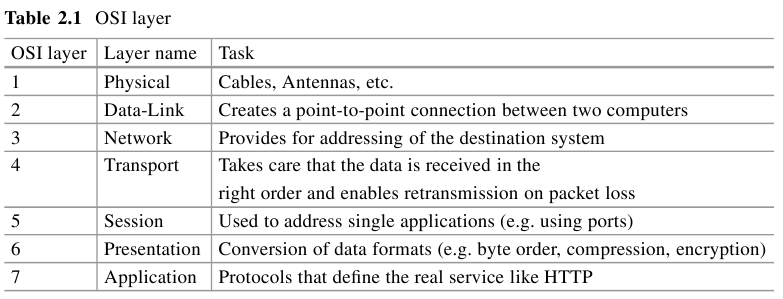 Table 2.1 OSI layer
OSI layer Layer name Task
1 Physical Cables, Antennas, etc.
2 Data-Link Creates a point-to-point connection between two computers
3 Network Provides for addressing of the destination system
4 Transport Takes care that the data is received in the
right order and enables retransmission on packet loss
5 Session Used to address single applications (e.g. using ports)
6 Presentation Conversion of data formats (e.g. byte order, compression, encryption)
7 Application Protocols that define the real service like HTTP